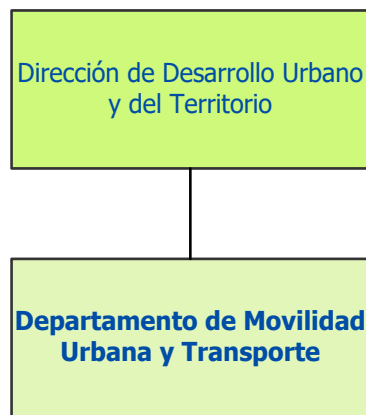 Dirección de Desarrollo Urbano
y del Territorio
Departamento de Movilidad
Urbana y Transporte